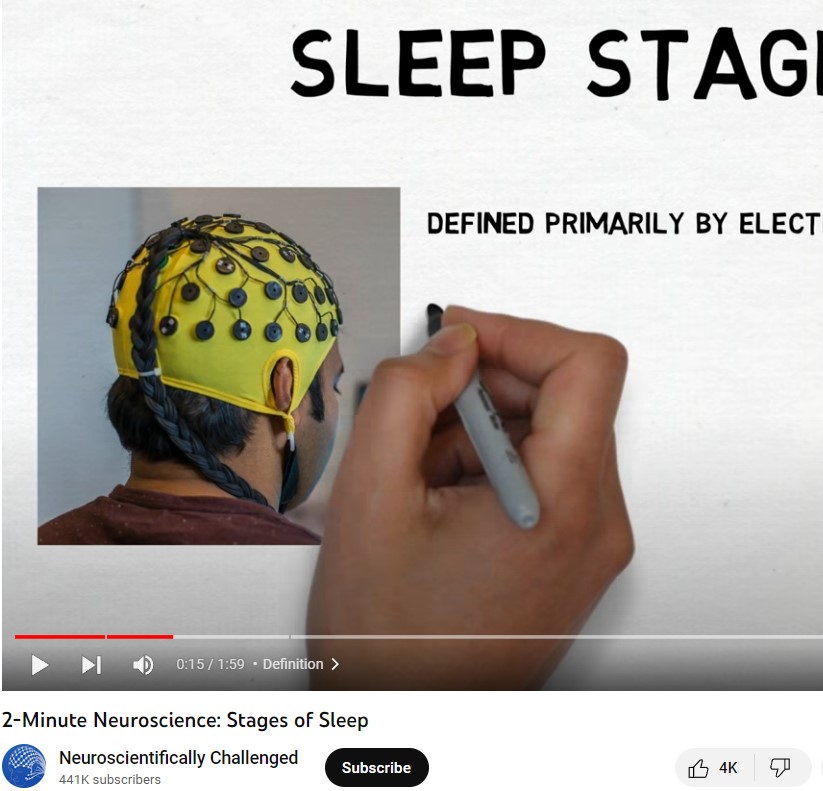 SLEEP STAG
DEFINED PRIMARILY BY ELECT
0:15 / 1:59 • Definition
2-Minute Neuroscience: Stages of Sleep
Neuroscientifically Challenged
441K subscribers
Subscribe
4K